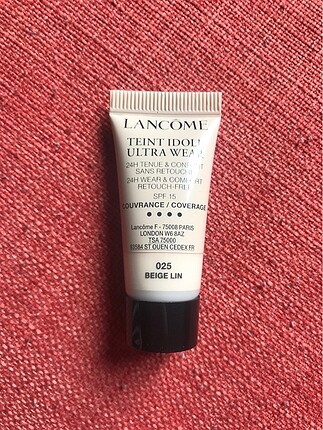 LANCÔME
TEINT IDOLE
ULTRA WEAR
24H TENUE & CONFORT
SANS RETOUCHE
24H WEAR & COMFORT
RETOUCH-FREE
SPF 15
COUVRANCE / COVERAGE
Lancôme F - 75008 PARIS
LONDON W6 8AZ
TSA 75000
93584 ST OUEN CEDEX FR
025
BEIGE LIN